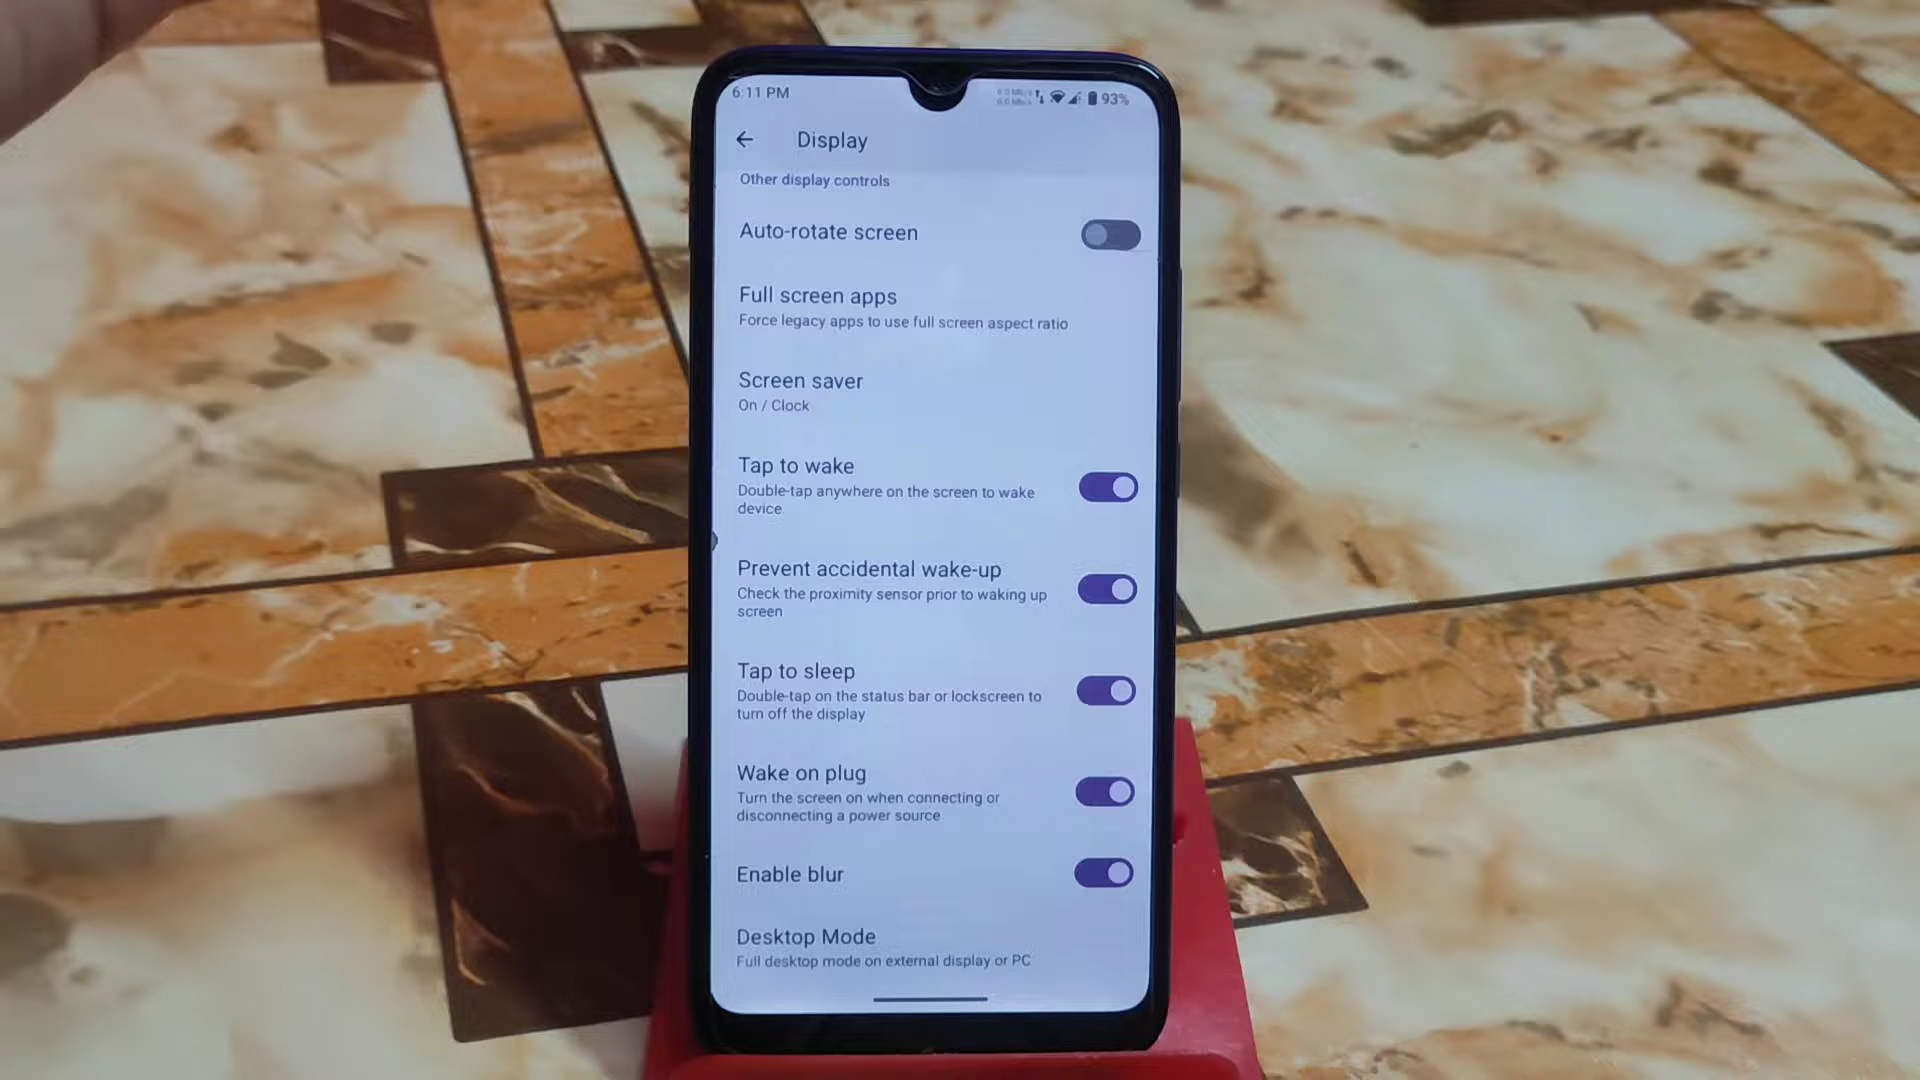 6:11 PM
93%
Display
Other display controls
Auto-rotate screen
Full screen apps
Force legacy apps to use full screen aspect ratio
Screen saver
On / Clock
Tap to wake
Double-tap anywhere on the screen to wake
device
Prevent accidental wake-up
Check the proximity sensor prior to waking up
screen
Tap to sleep
Double-tap on the status bar or lockscreen to
turn off the display
Wake on plug
Turn the screen on when connecting or
disconnecting a power source
Enable blur
Desktop Mode
Full desktop mode on external display or PC